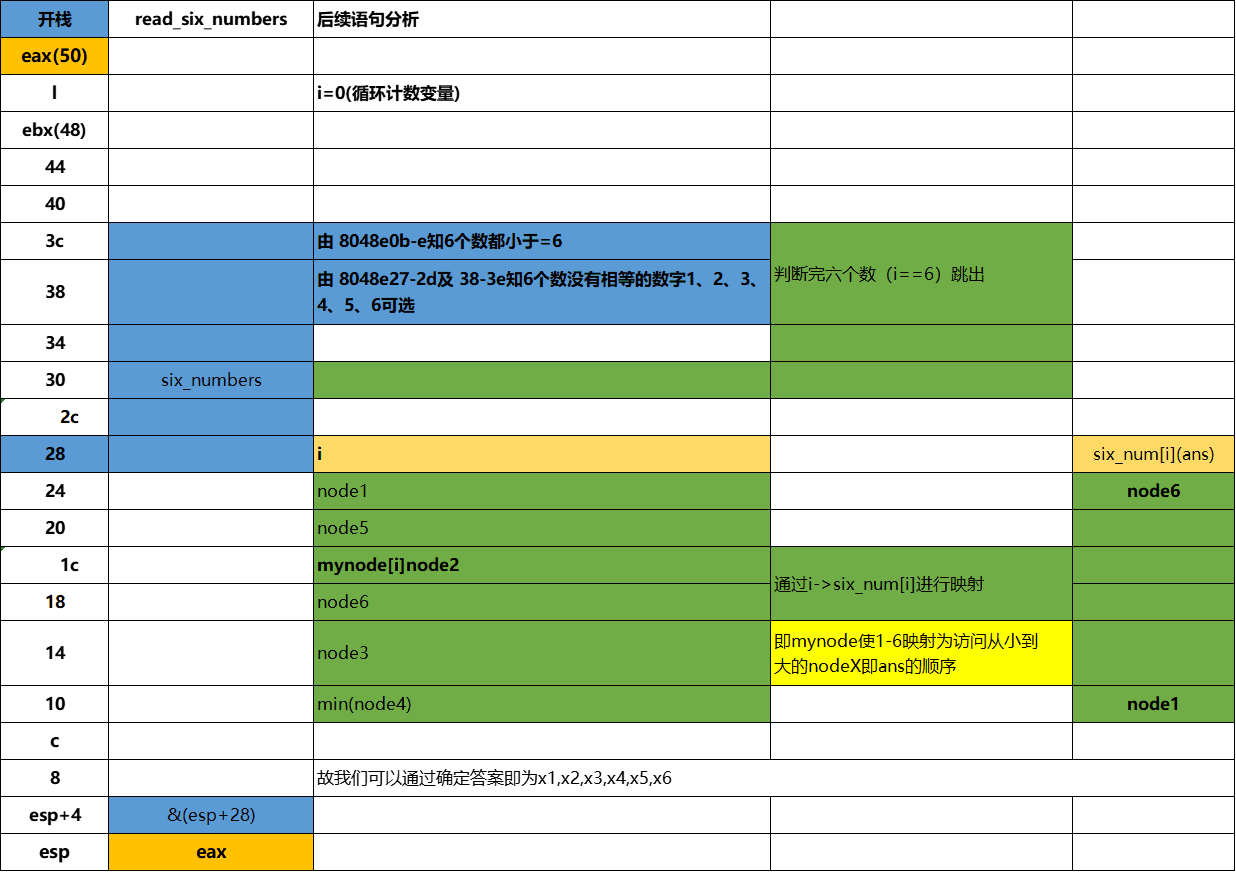 开栈 read_six_numbers 后续语句分析
eax(50)
l i=0(循环计数变量)
ebx(48)
44
40
3c 由 8048e0b-e知6个数都小于=6
判断完六个数（i==6）跳出
38 由 8048e27-2d及 38-3e知6个数没有相等的数字1、2、3、
4、5、6可选
34
30 six_numbers
2c
28 i six_num[i](ans)
24 node1 node6
20 node5
1c mynode[i]node2
通过i->six_num[i]进行映射
18 node6
14 node3 即mynode使1-6映射为访问从小到
大的nodeX即ans的顺序
10 min(node4) node1
c
8 故我们可以通过确定答案即为x1,x2,x3,x4,x5,x6
esp+4 &(esp+28)
esp eax